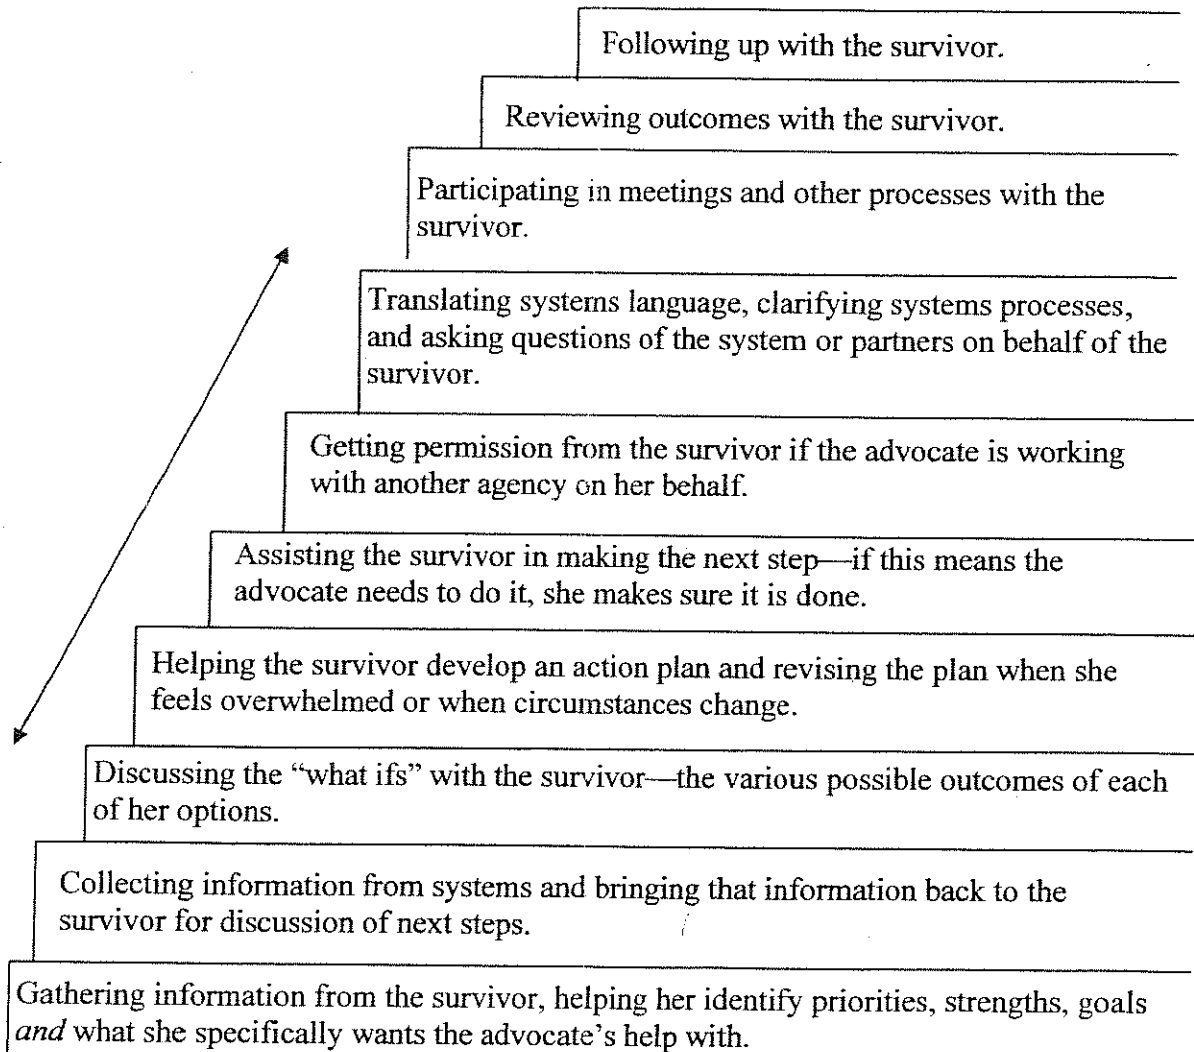 Following up with the survivor.
Reviewing outcomes with the survivor.
Participating in meetings and other processes with the
survivor.
Translating systems language, clarifying systems processes,
and asking questions of the system or partners on behalf of the
survivor.
Getting permission from the survivor if the advocate is working
with another agency on her behalf.
Assisting the survivor in making the next step—if this means the
advocate needs to do it, she makes sure it is done.
Helping the survivor develop an action plan and revising the plan when she
feels overwhelmed or when circumstances change.
Discussing the “what ifs” with the survivor—the various possible outcomes of each
of her options.
Collecting information from systems and bringing that information back to the
survivor for discussion of next steps.
Gathering information from the survivor, helping her identify priorities, strengths, goals
and what she specifically wants the advocate’s help with.